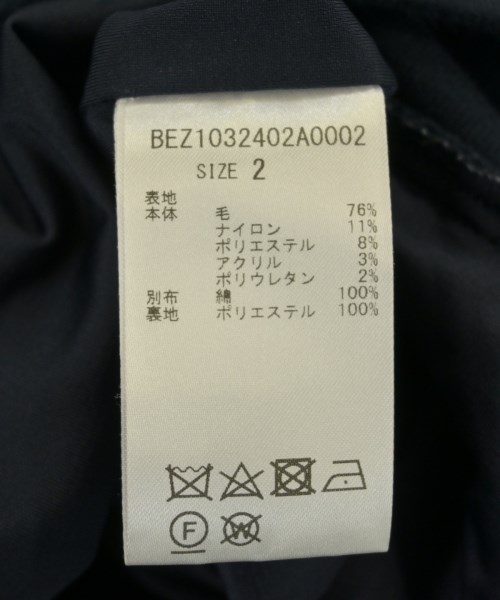 BEZ1032402A0002
SIZE 2
表地
本体 毛 76%
ナイロン 11%
ポリエステル 8%
アクリル 3%
ポリウレタン 2%
別布 綿 100%
裏地 ポリエステル 100%
F W